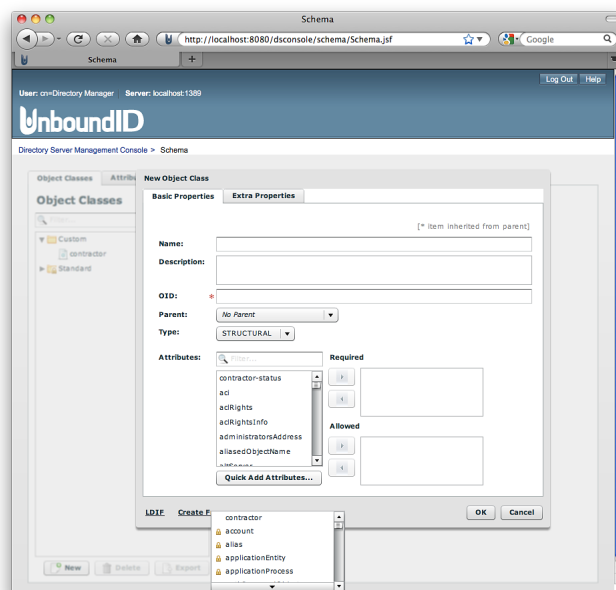 Schema
http://localhost:8080/dsconsole/schema/Schema.jsf
Google
Schema
Log Out Help
User: cn=Directory Manager Server: localhost:1389
UnboundID
Directory Server Management Console > Schema
Object Classes Attribu
New Object Class
Object Classes
Basic Properties Extra Properties
Filter...
[* item inherited from parent]
Custom
contractor
Standard
Name:
Description:
OID: *
Parent: No Parent
Type: STRUCTURAL
Attributes: Filter... Required
contractor-status
aci
aclRights
aclRightsInfo
administratorsAddress
aliasedObjectName
altServer
Allowed
Quick Add Attributes...
LDIF Create F
OK Cancel
contractor
account
alias
applicationEntity
applicationProcess
New Delete Export